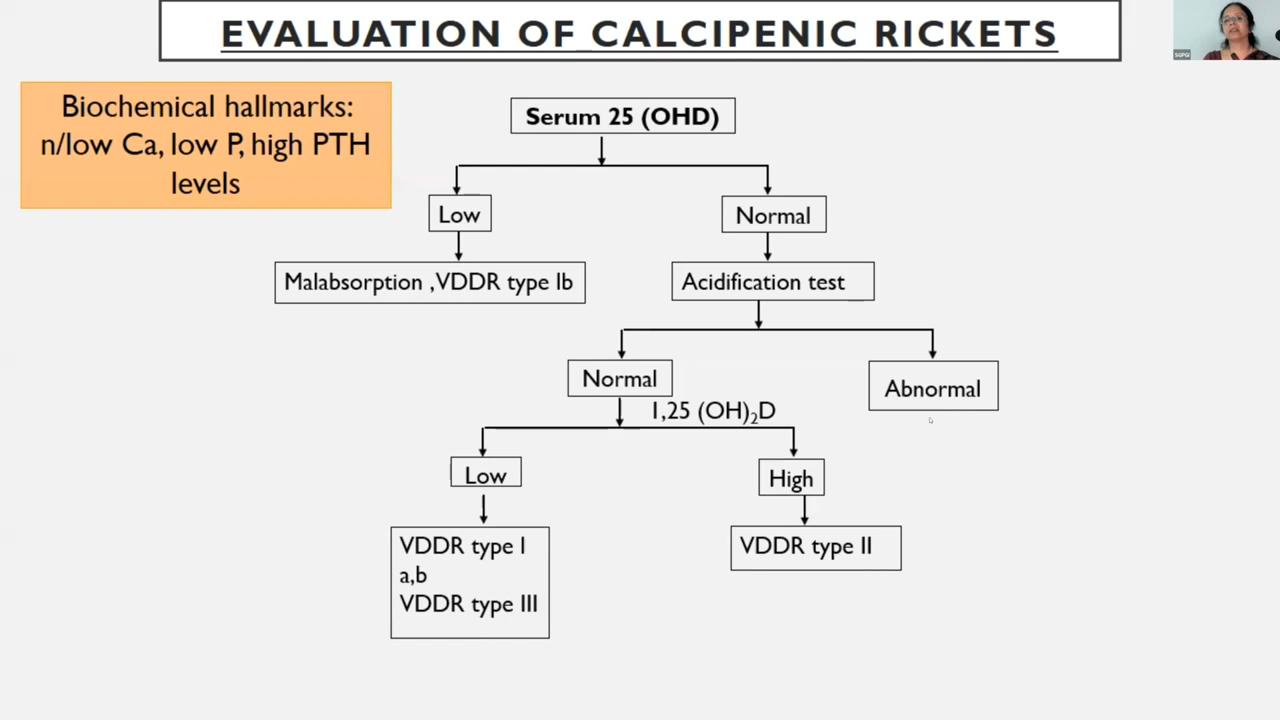 EVALUATION OF CALCIPENIC RICKETS
SGPGI
Biochemical hallmarks:
n/low Ca, low P, high PTH
levels
Serum 25 (OHD)
Low
Normal
Malabsorption ,VDDR type Ib
Acidification test
Normal
Abnormal
1,25 (OH)₂D
Low
High
VDDR type I
a,b
VDDR type III
VDDR type II